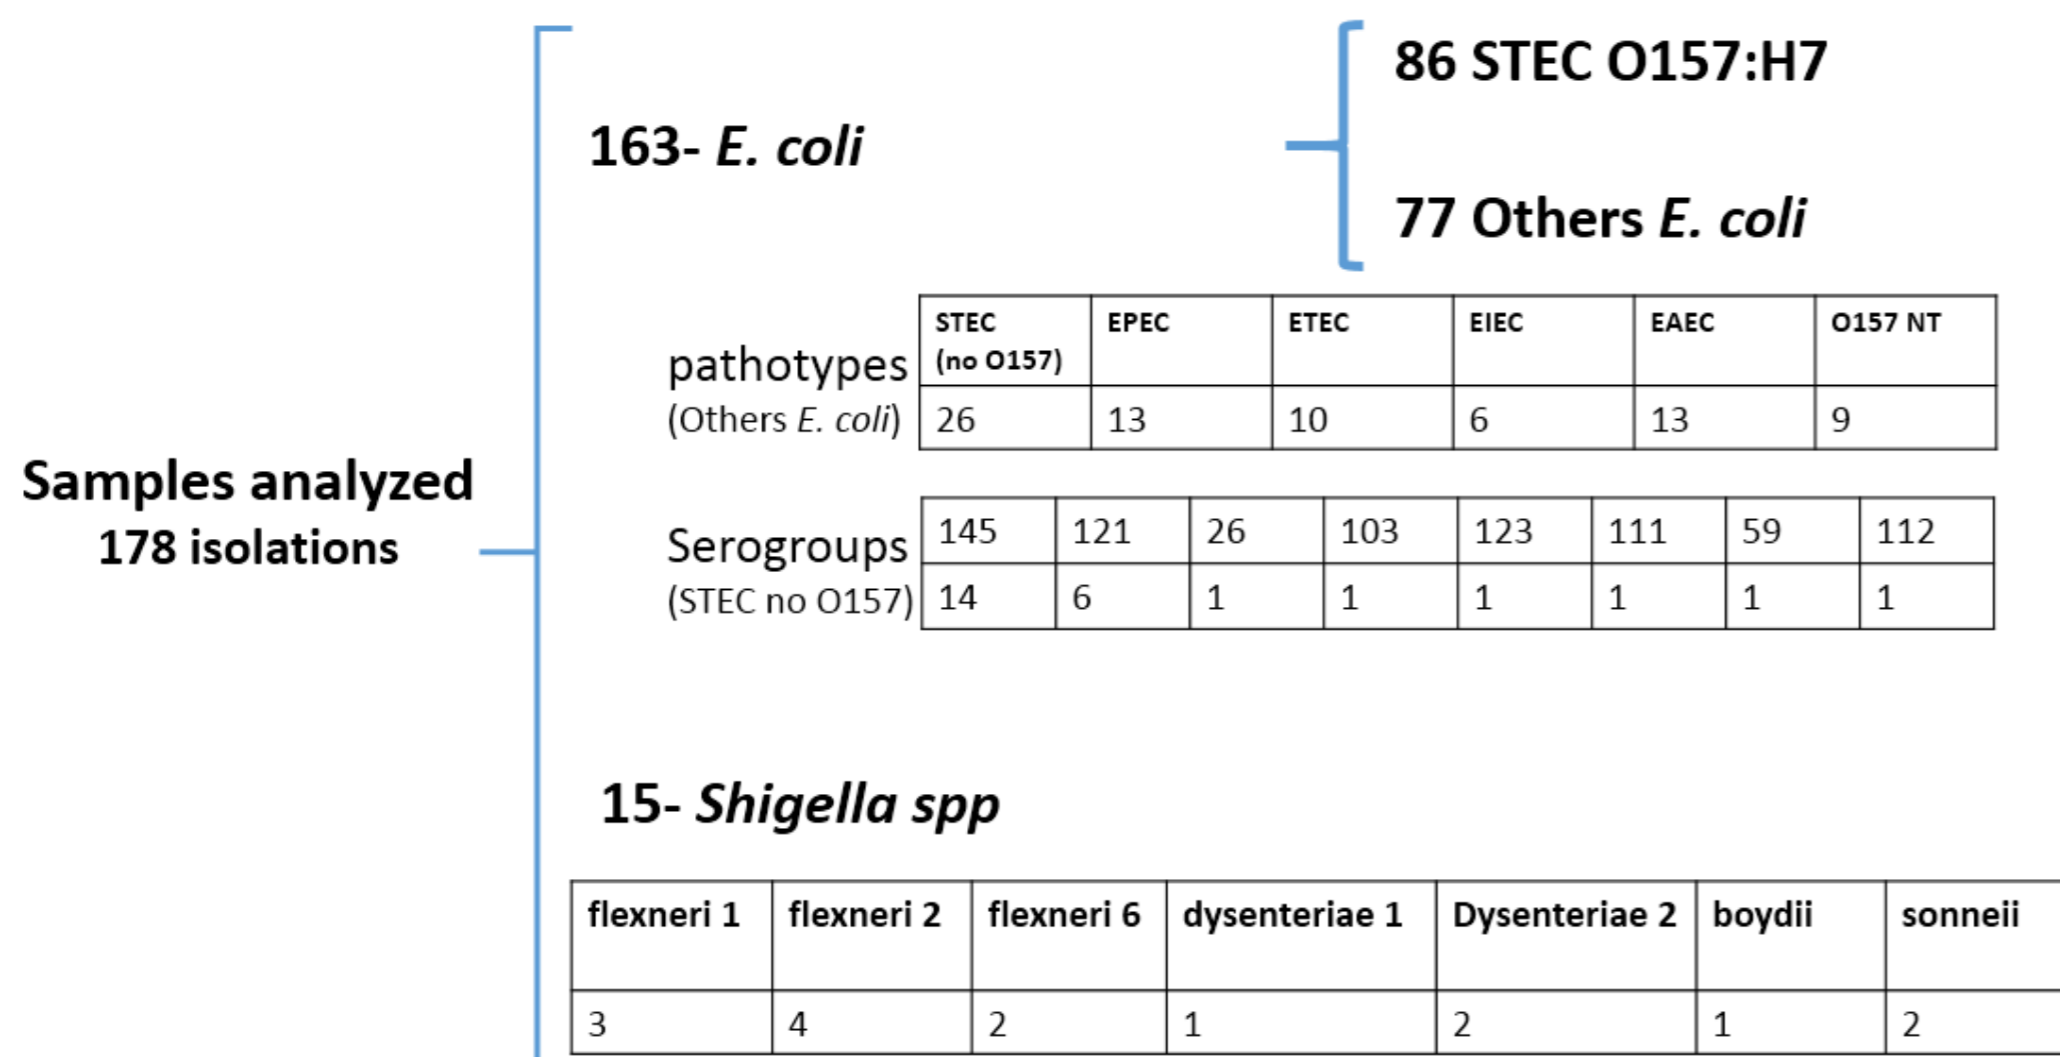 Samples analyzed
178 isolations
163- E. coli
86 STEC O157:H7
77 Others E. coli
pathotypes
(Others E. coli)
STEC (no O157) EPEC ETEC EIEC EAEC O157 NT
26 13 10 6 13 9
Serogroups
(STEC no O157)
145 121 26 103 123 111 59 112
14 6 1 1 1 1 1 1
15- Shigella spp
flexneri 1 flexneri 2 flexneri 6 dysenteriae 1 Dysenteriae 2 boydii sonneii
3 4 2 1 2 1 2